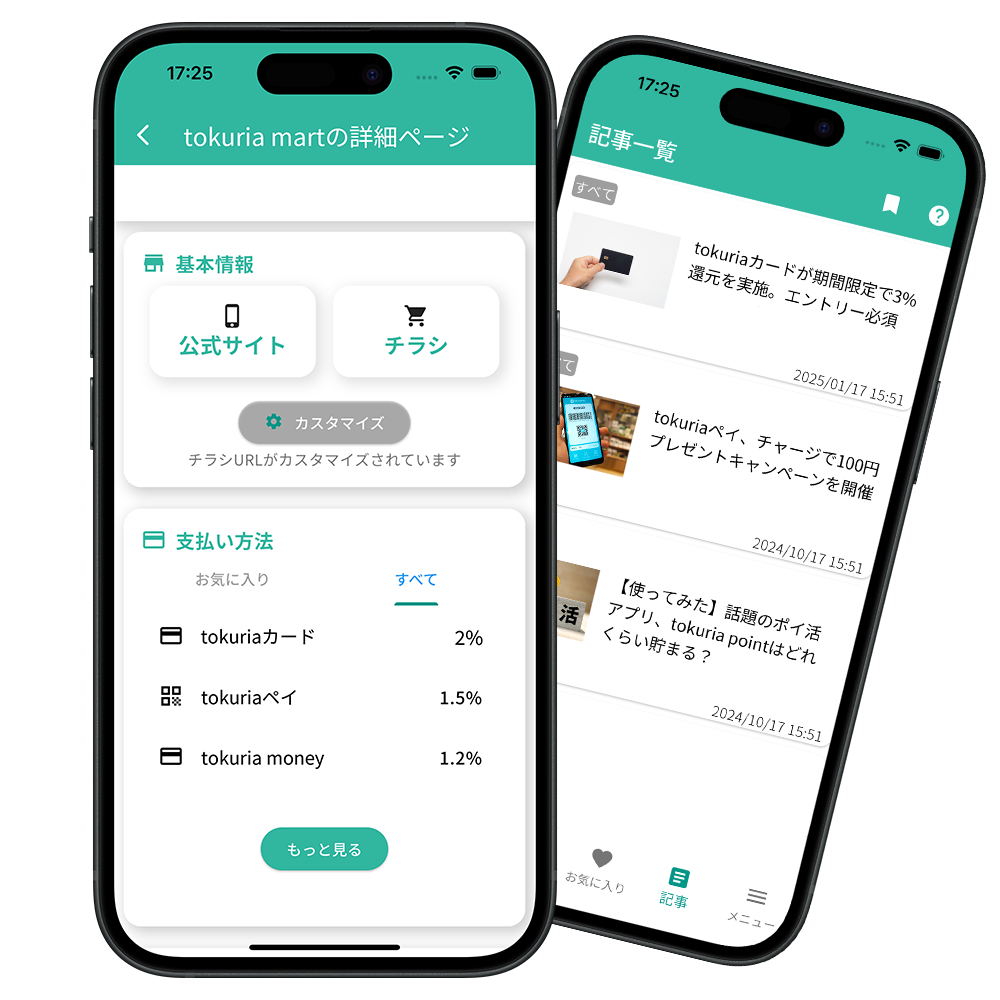 17:25
tokuria martの詳細ページ
基本情報
公式サイト
チラシ
カスタマイズ
チラシURLがカスタマイズされています
支払い方法
お気に入り
すべて
tokuriaカード
2%
tokuriaペイ
1.5%
tokuria money
1.2%
もっと見る
17:25
記事一覧
すべて
tokuriaカードが期間限定で3%
還元を実施。エントリー必須
2025/01/17 15:51
て
tokuriaペイ、チャージで100円
プレゼントキャンペーンを開催
2024/10/17 15:51
活
【使ってみた】話題のポイ活
アプリ、tokuria pointはどれ
くらい貯まる？
2024/10/17 15:51
お気に入り
記事
メニュー